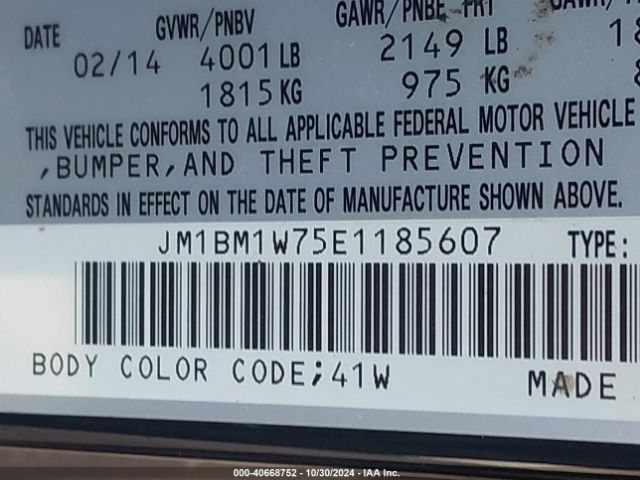 DATE GVWR/PNBV GAWR/PNBE FRT
02/14 4001 LB 2149 LB
1815 KG 975 KG
THIS VEHICLE CONFORMS TO ALL APPLICABLE FEDERAL MOTOR VEHICLE
,BUMPER,AND THEFT PREVENTION
STANDARDS IN EFFECT ON THE DATE OF MANUFACTURE SHOWN ABOVE.
JM1BM1W75E1185607 TYPE:
BODY COLOR CODE;41W MADE
000-40668752 - 10/30/2024 - IAA Inc.